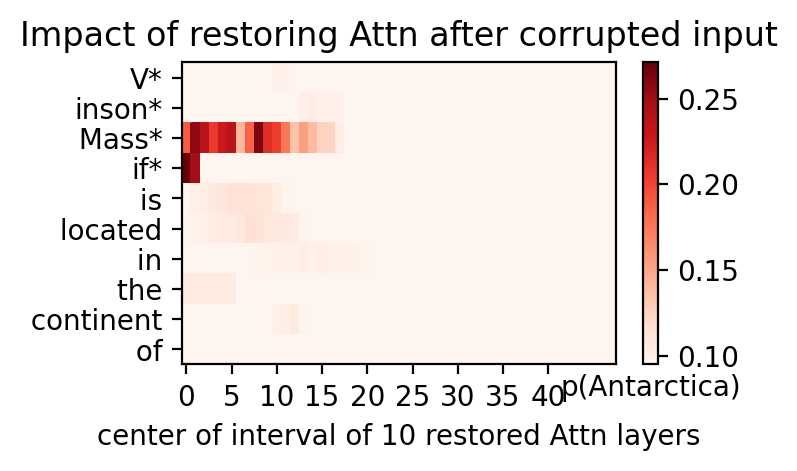 Impact of restoring Attn after corrupted input
V*
inson*
Mass*
if*
is
located
in
the
continent
of
0 5 10 15 20 25 30 35 40
0.25
0.20
0.15
0.10
p(Antarctica)
center of interval of 10 restored Attn layers